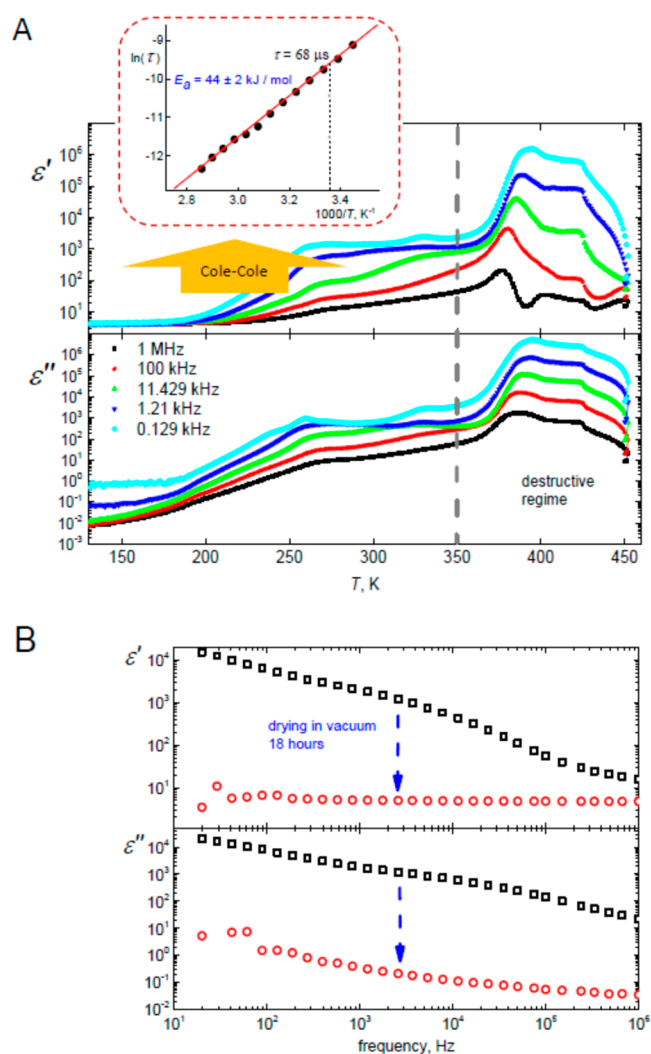 A
ln(τ)
-9
-10
-11
-12
τ = 68 μs
Eₐ = 44 ± 2 kJ / mol
2.8 3.0 3.2 3.4
1000/T, K⁻¹
Cole-Cole
ε'
10⁶
10⁵
10⁴
10³
10²
10¹
ε''
10⁶
10⁵
10⁴
10³
10²
10¹
10⁰
10⁻¹
10⁻²
10⁻³
1 MHz
100 kHz
11.429 kHz
1.21 kHz
0.129 kHz
destructive
regime
150 200 250 300 350 400 450
T, K
B
ε'
10⁴
10³
10²
10¹
drying in vacuum
18 hours
ε''
10⁴
10³
10²
10¹
10⁰
10⁻¹
10⁻²
10¹ 10² 10³ 10⁴ 10⁵ 10⁶
frequency, Hz